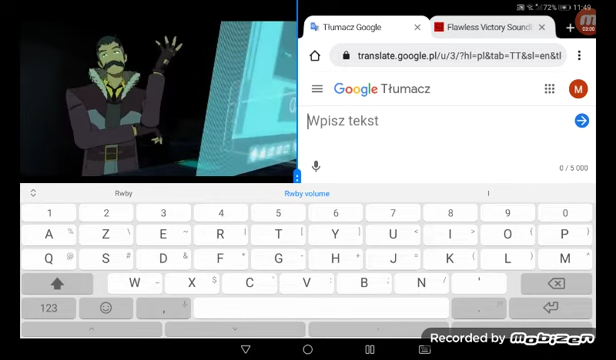 72% 11:49
03:00
Tłumacz Google × Flawless Victory Sound × +
translate.google.pl/u/3/?hl=pl&tab=TT&sl=en&tl
Google Tłumacz M
Wpisz tekst
0 / 5 000
Rwby Rwby volume I
1 2 3 4 5 6 7 8 9 0
A % Z ^ E ~ R | T [ Y ] U < I > O { P }
Q @ S # D & F * G - H + J = K ( L ) M
W _ X $ C " V ' B : N / '
123 , .
Recorded by MOBIZEN